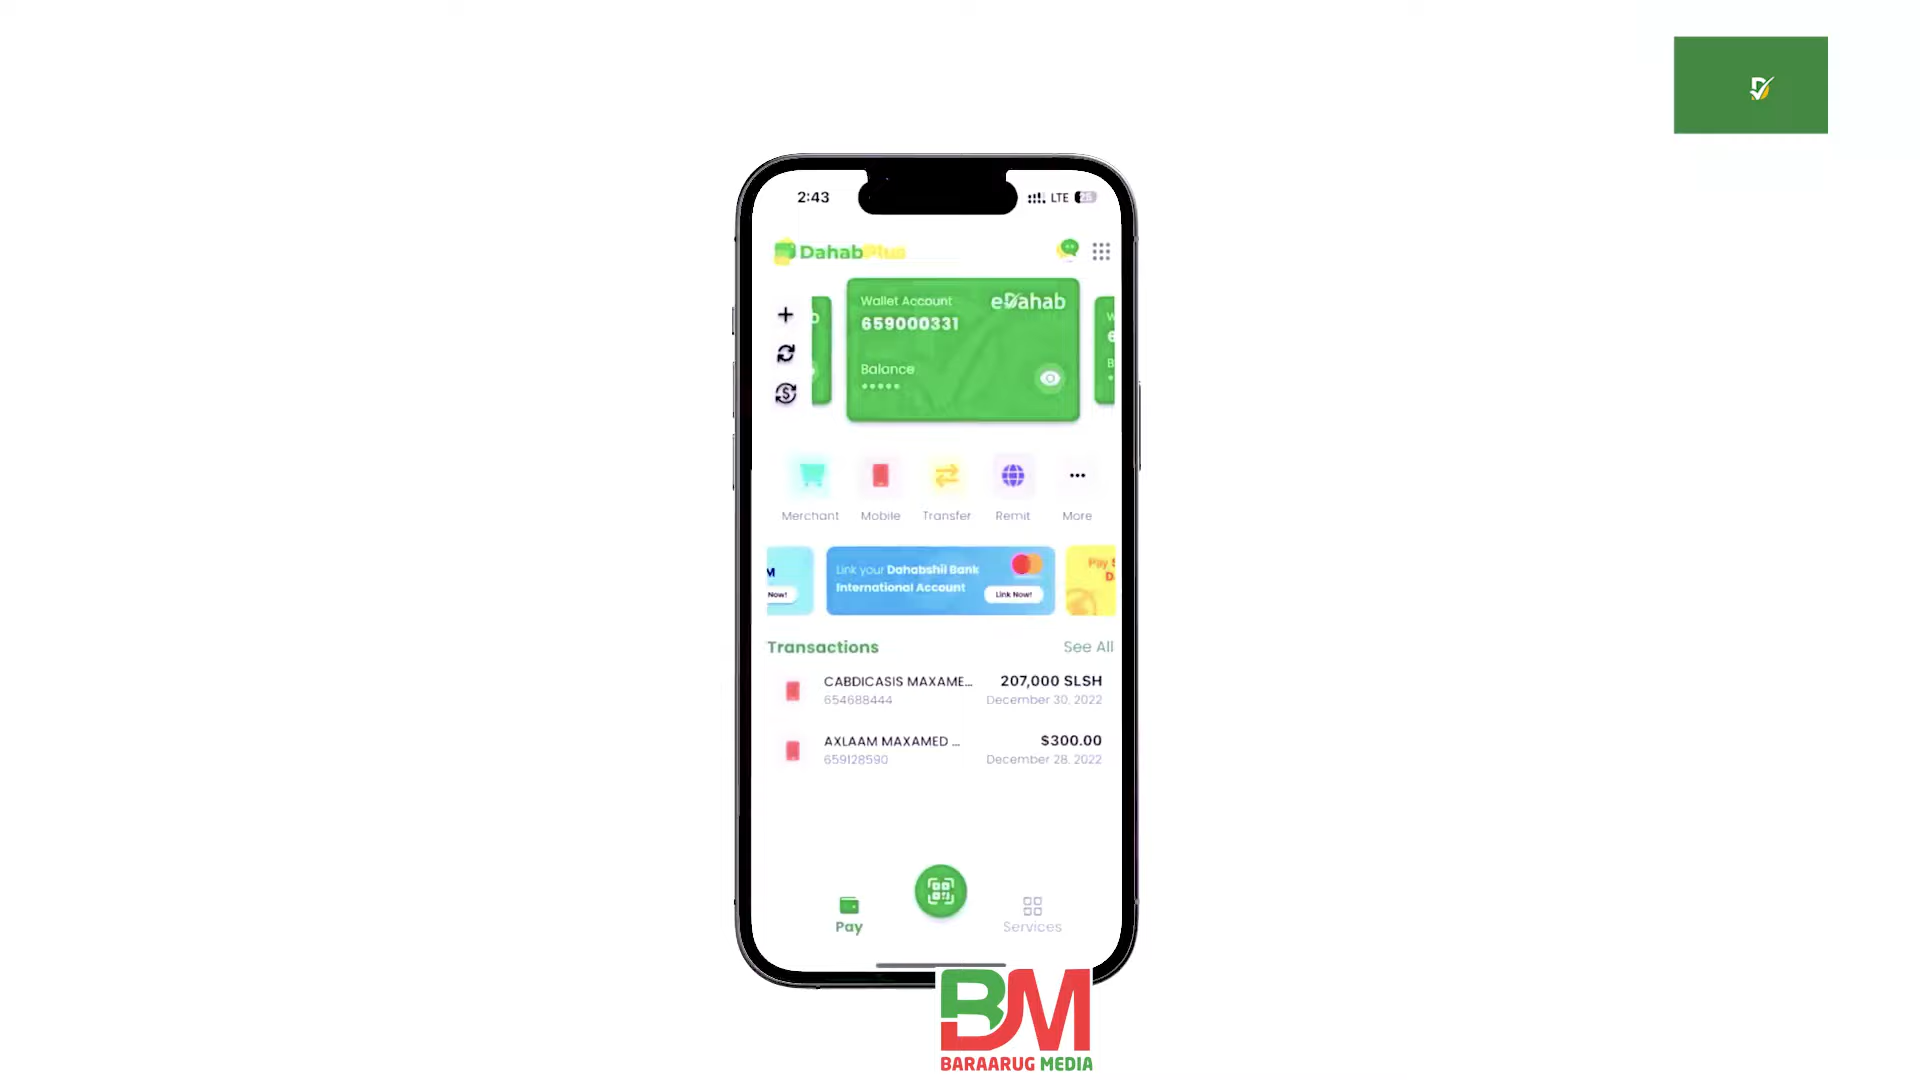 2:43
LTE
25
DahabPlus
Wallet Account
eDahab
659000331
Balance
Merchant
Mobile
Transfer
Remit
More
M
Now!
Link your Dahabshil Bank
International Account
Link Now!
Pay
Transactions
See All
CABDICASIS MAXAME...
207,000 SLSH
654688444
December 30, 2022
AXLAAM MAXAMED ...
$300.00
659128590
December 28, 2022
Pay
Services
BM
BARAARUG MEDIA